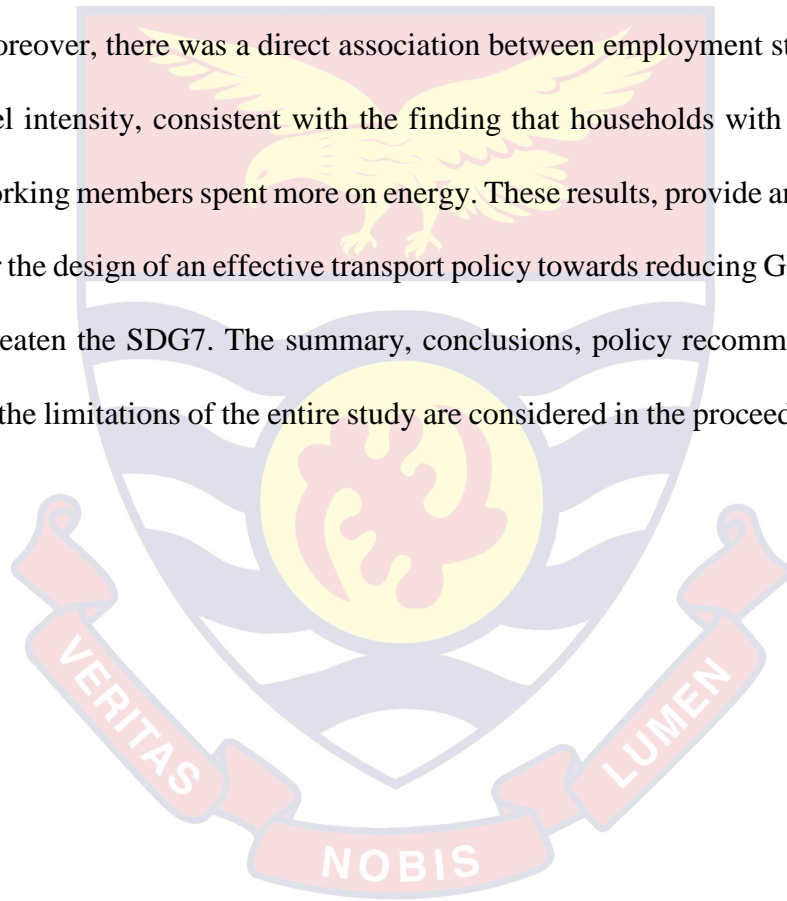 oreover, there was a direct association between employment st
el intensity, consistent with the finding that households with
orking members spent more on energy. These results, provide
r the design of an effective transport policy towards reducing G
eaten the SDG7. The summary, conclusions, policy recomm
the limitations of the entire study are considered in the proceed
VERITAS
NOBIS
LUMEN